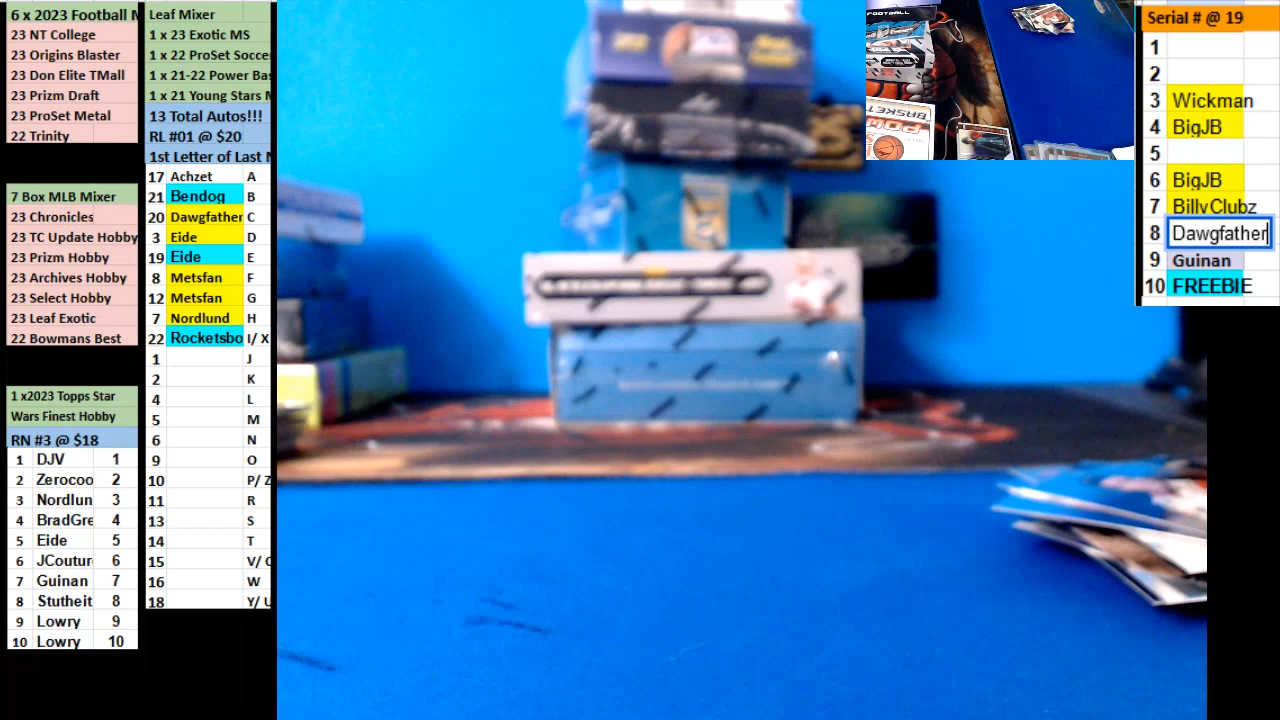 6 x 2023 Football
23 NT College
23 Origins Blaster
23 Don Elite TMall
23 Prizm Draft
23 ProSet Metal
22 Trinity
7 Box MLB Mixer
23 Chronicles
23 TC Update Hobby
23 Prizm Hobby
23 Archives Hobby
23 Select Hobby
23 Leaf Exotic
22 Bowmans Best
1 x2023 Topps Star
Wars Finest Hobby
RN #3 @ $18
1 DJV 1
2 Zerocoo 2
3 Nordlun 3
4 BradGre 4
5 Eide 5
6 JCouture 6
7 Guinan 7
8 Stutheit 8
9 Lowry 9
10 Lowry 10
Leaf Mixer
1 x 23 Exotic MS
1 x 22 ProSet Socce
1 x 21-22 Power Bas
1 x 21 Young Stars
13 Total Autos!!!
RL #01 @ $20
1st Letter of Last
17 Achzet A
21 Bendog B
20 Dawgfather C
3 Eide D
19 Eide E
8 Metsfan F
12 Metsfan G
7 Nordlund H
22 Rocketsbo I/ X
1 J
2 K
4 L
5 M
6 N
9 O
10 P/ Z
11 R
13 S
14 T
15 V/
16 W
18 Y/ U
FOOTBALL
Serial # @ 19
1
2
3 Wickman
4 BigJB
5
6 BigJB
7 BillyClubz
8 Dawgfather
9 Guinan
10 FREEBIE